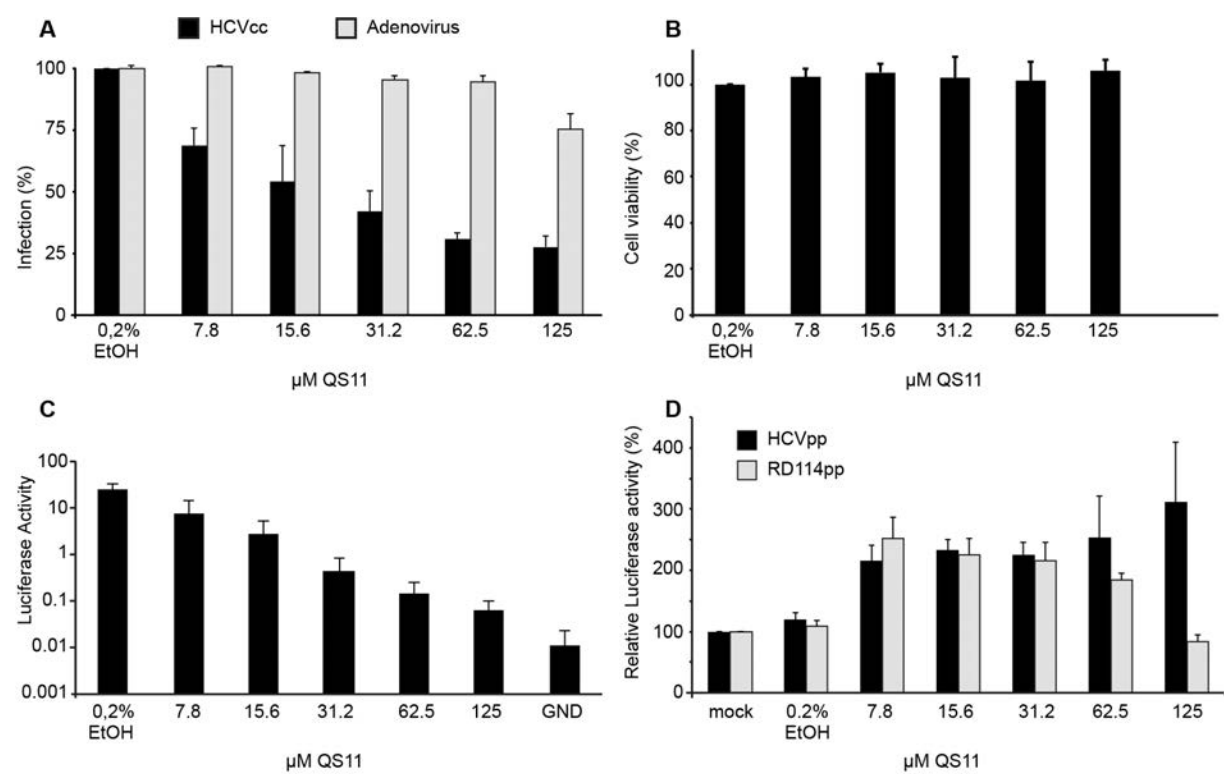 A
HCVcc
Adenovirus
Infection (%)
100
75
50
25
0
0,2% EtOH
7.8
15.6
31.2
62.5
125
µM QS11
B
Cell viability (%)
100
80
60
40
20
0
0,2% EtOH
7.8
15.6
31.2
62.5
125
µM QS11
C
Luciferase Activity
100
10
1
0.1
0.01
0.001
0,2% EtOH
7.8
15.6
31.2
62.5
125
GND
µM QS11
D
HCVpp
RD114pp
Relative Luciferase activity (%)
400
300
200
100
0
mock
0.2% EtOH
7.8
15.6
31.2
62.5
125
µM QS11